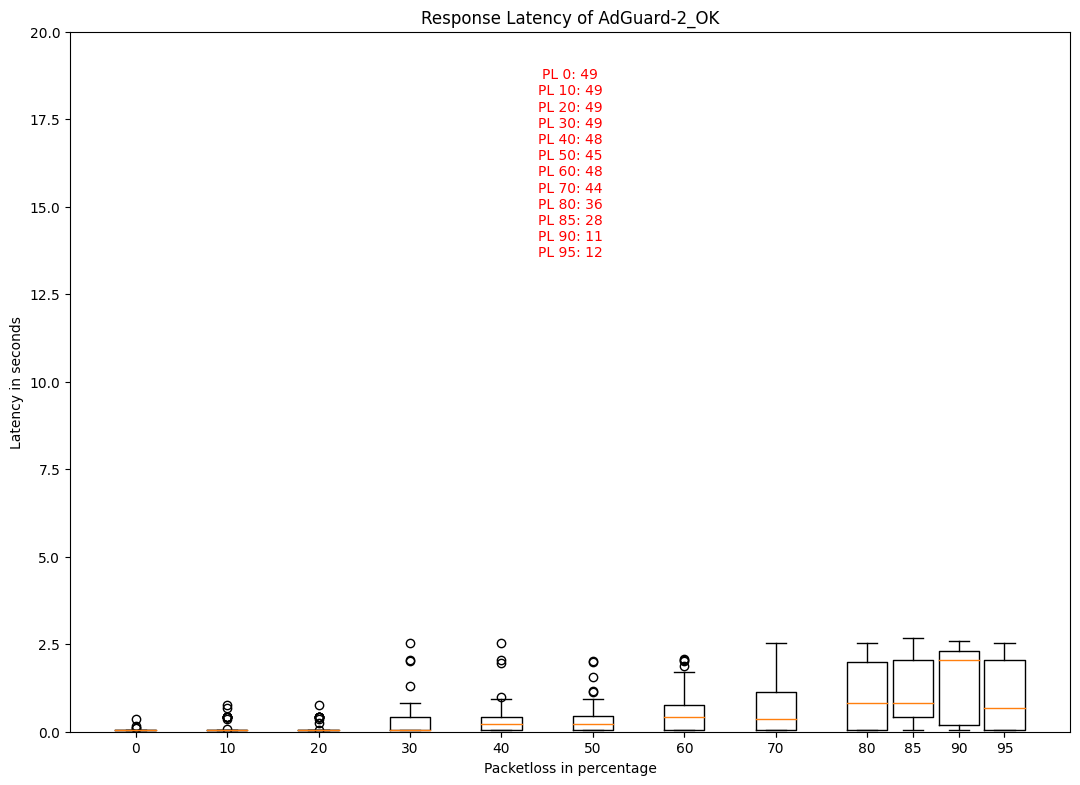 Response Latency of AdGuard-2_OK
20.0
17.5
15.0
12.5
10.0
7.5
5.0
2.5
0.0
Latency in seconds
PL 0: 49
PL 10: 49
PL 20: 49
PL 30: 49
PL 40: 48
PL 50: 45
PL 60: 48
PL 70: 44
PL 80: 36
PL 85: 28
PL 90: 11
PL 95: 12
0 10 20 30 40 50 60 70 80 85 90 95
Packetloss in percentage